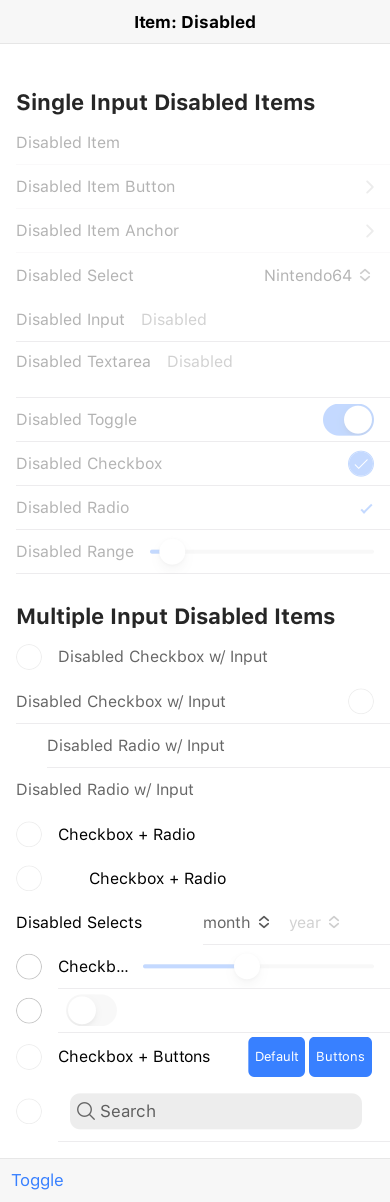 Item: Disabled
Single Input Disabled Items
Disabled Item
Disabled Item Button
Disabled Item Anchor
Disabled Select Nintendo64
Disabled Input Disabled
Disabled Textarea Disabled
Disabled Toggle
Disabled Checkbox
Disabled Radio
Disabled Range
Multiple Input Disabled Items
Disabled Checkbox w/ Input
Disabled Checkbox w/ Input
Disabled Radio w/ Input
Disabled Radio w/ Input
Checkbox + Radio
Checkbox + Radio
Disabled Selects month year
Checkb...
Checkbox + Buttons Default Buttons
Search
Toggle